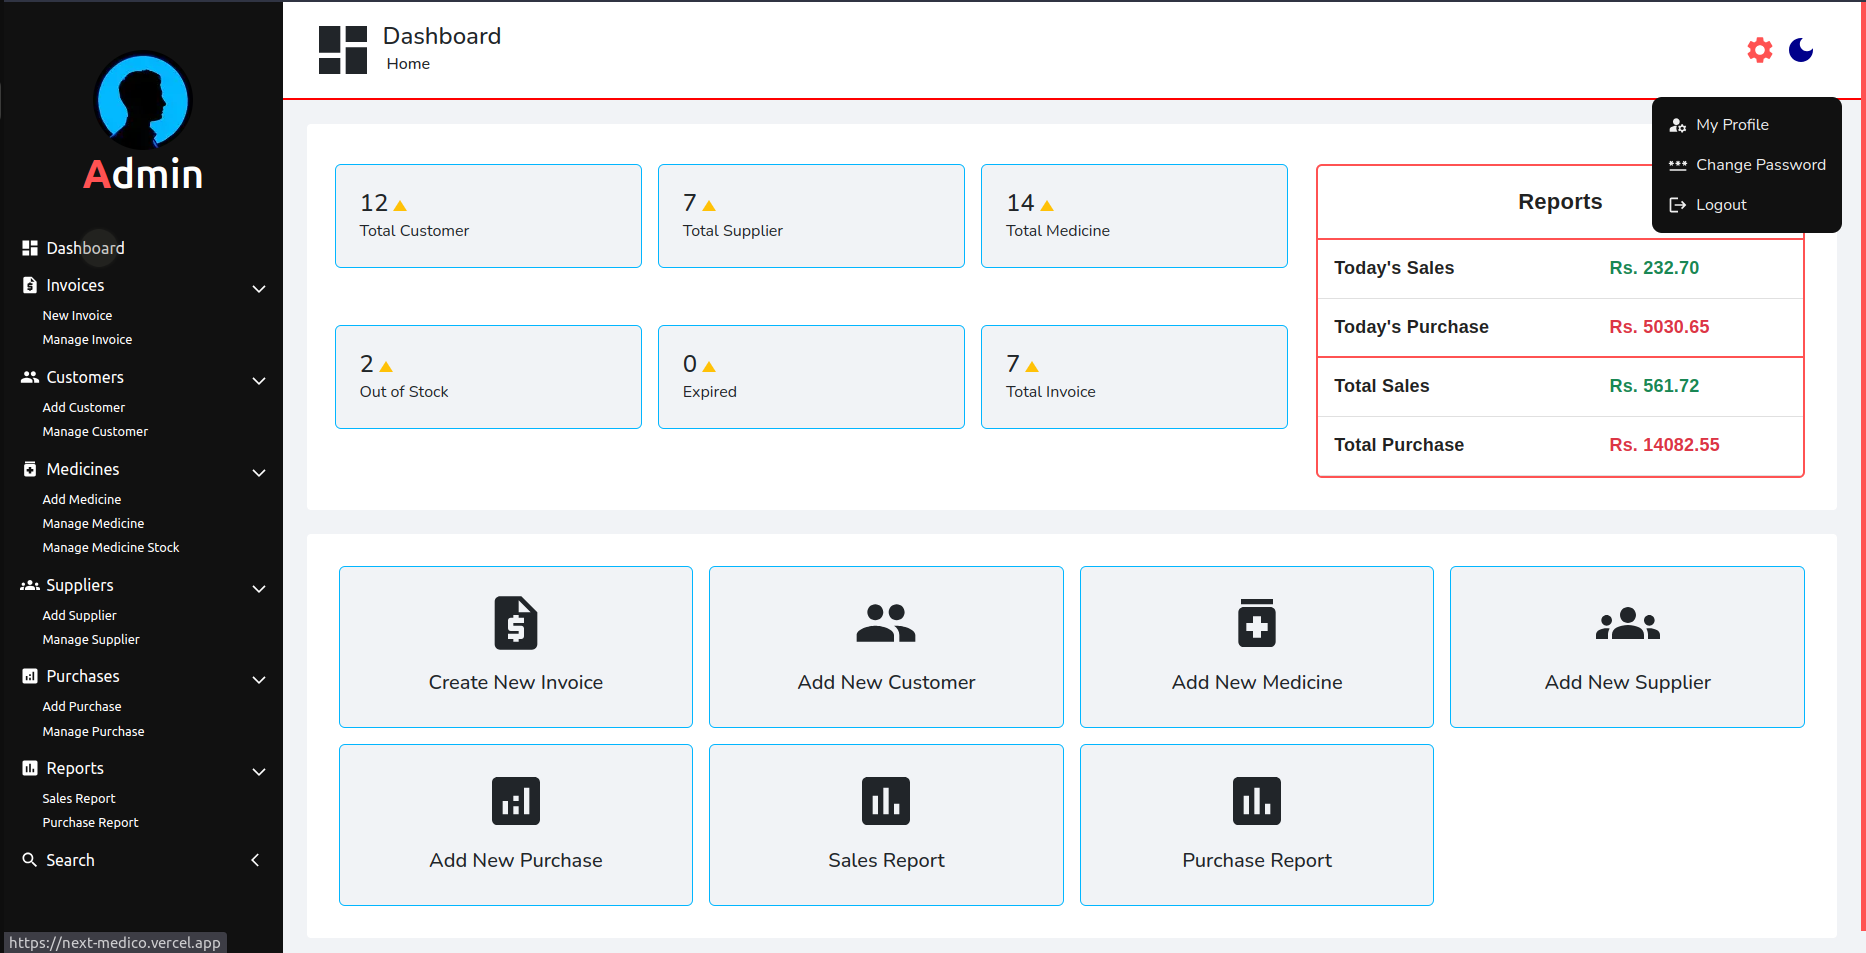 Admin
Dashboard
Invoices
New Invoice
Manage Invoice
Customers
Add Customer
Manage Customer
Medicines
Add Medicine
Manage Medicine
Manage Medicine Stock
Suppliers
Add Supplier
Manage Supplier
Purchases
Add Purchase
Manage Purchase
Reports
Sales Report
Purchase Report
Search
https://next-medico.vercel.app
Dashboard
Home
My Profile
Change Password
Logout
12
Total Customer
7
Total Supplier
14
Total Medicine
2
Out of Stock
0
Expired
7
Total Invoice
Reports
Today's Sales Rs. 232.70
Today's Purchase Rs. 5030.65
Total Sales Rs. 561.72
Total Purchase Rs. 14082.55
Create New Invoice
Add New Customer
Add New Medicine
Add New Supplier
Add New Purchase
Sales Report
Purchase Report